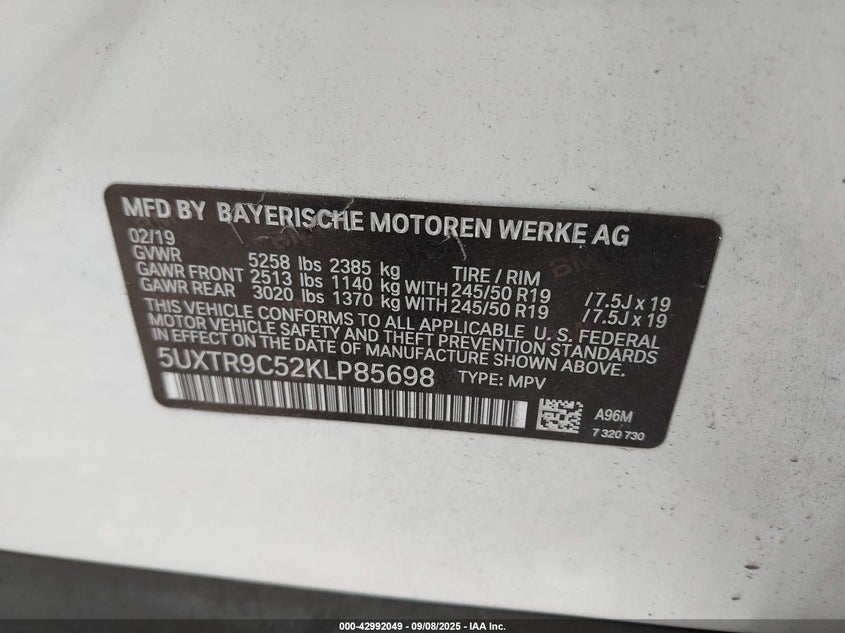 MFD BY BAYERISCHE MOTOREN WERKE AG
02/19
GVWR 5258 lbs 2385 kg TIRE / RIM
GAWR FRONT 2513 lbs 1140 kg WITH 245/50 R19 /7.5J x 19
GAWR REAR 3020 lbs 1370 kg WITH 245/50 R19 /7.5J x 19
THIS VEHICLE CONFORMS TO ALL APPLICABLE U. S. FEDERAL
MOTOR VEHICLE SAFETY AND THEFT PREVENTION STANDARDS
IN EFFECT ON THE DATE OF MANUFACTURE SHOWN ABOVE.
5UXTR9C52KLP85698 TYPE: MPV
A96M
7 320 730
000-42992049 - 09/08/2025 - IAA Inc.